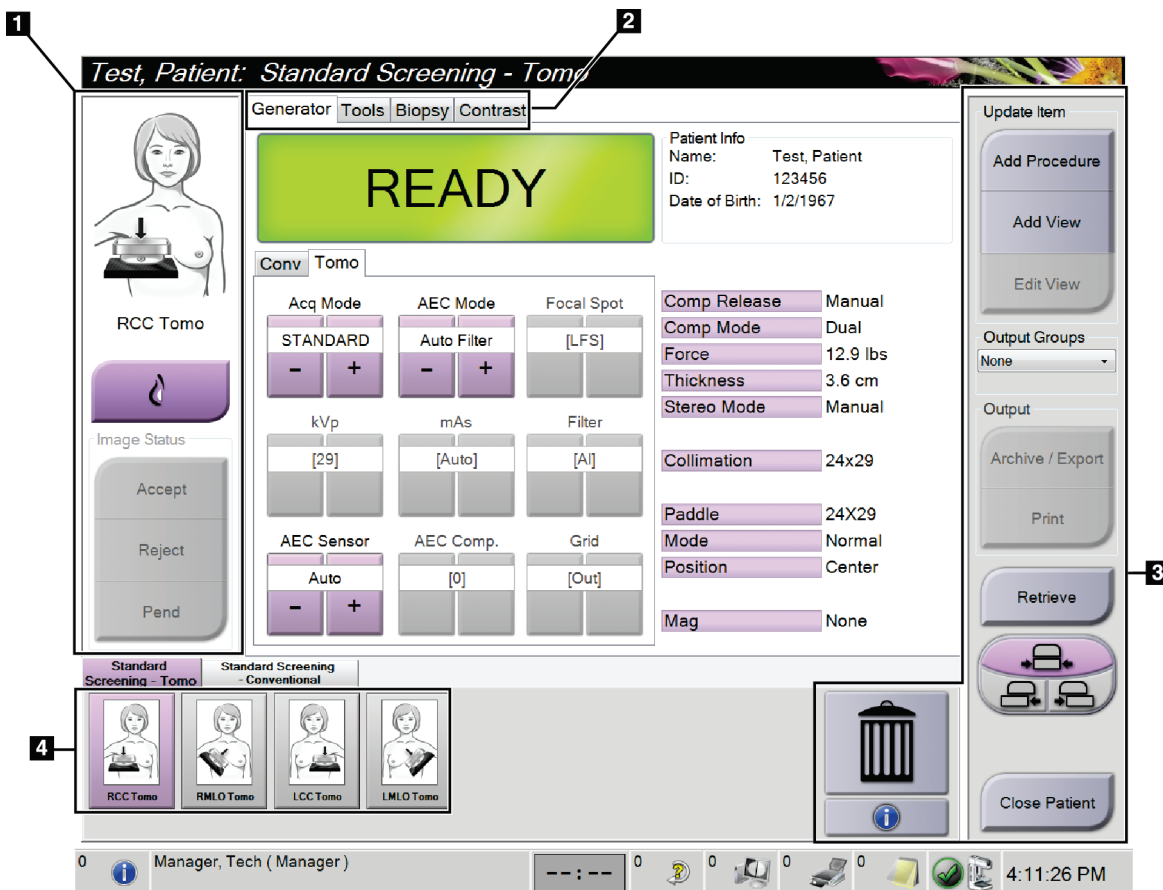 1
2
Test, Patient: Standard Screening - Tomo
Generator Tools Biopsy Contrast
READY
Patient Info
Name: Test, Patient
ID: 123456
Date of Birth: 1/2/1967
RCC Tomo
Image Status
Accept
Reject
Pend
Conv Tomo
Acq Mode AEC Mode Focal Spot
STANDARD Auto Filter [LFS]
- + - +
kVp mAs Filter
[29] [Auto] [Al]
AEC Sensor AEC Comp. Grid
Auto [0] [Out]
- +
Comp Release Manual
Comp Mode Dual
Force 12.9 lbs
Thickness 3.6 cm
Stereo Mode Manual
Collimation 24x29
Paddle 24X29
Mode Normal
Position Center
Mag None
Update Item
Add Procedure
Add View
Edit View
Output Groups
None
Output
Archive / Export
Print
Retrieve
Close Patient
3
Standard
Screening - Tomo
Standard Screening
- Conventional
4
RCC Tomo RMLO Tomo LCC Tomo LMLO Tomo
i
0 i Manager, Tech ( Manager ) --:-- 0 ? 0 0 0 4:11:26 PM